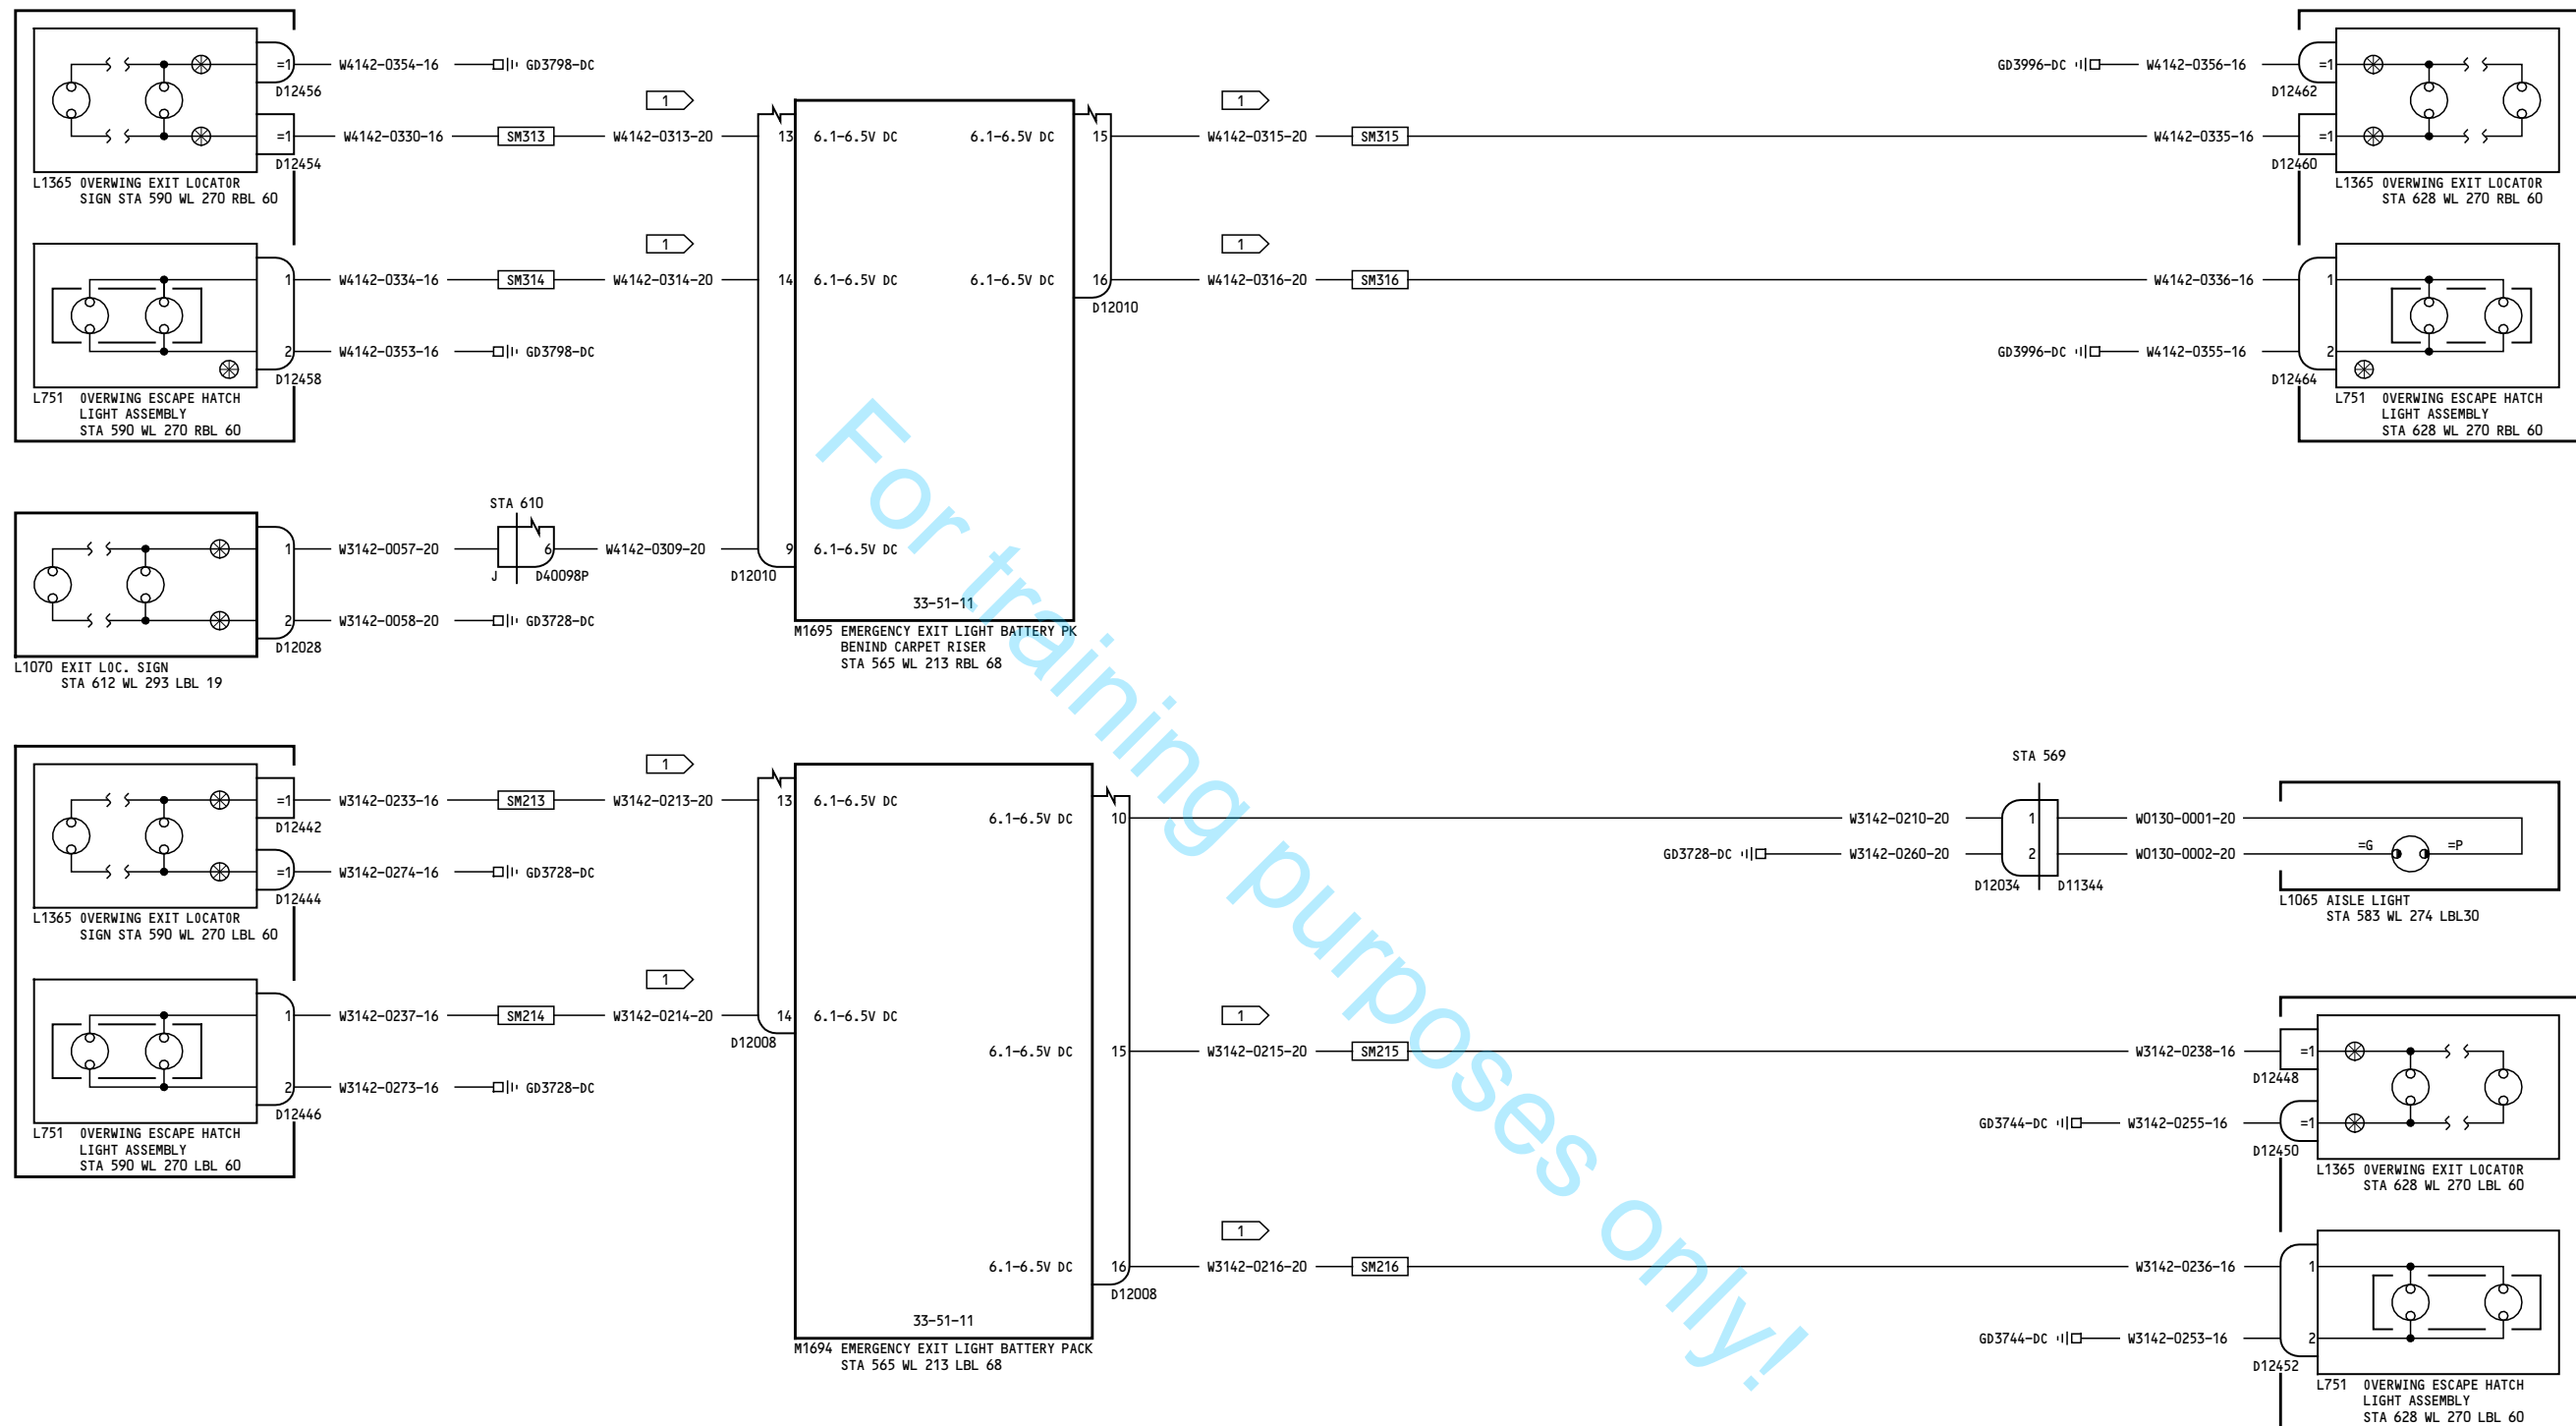 =1
W4142-0354-16
GD3798-DC
D12456
1
=1
W4142-0330-16
SM313
W4142-0313-20
13
6.1-6.5V DC
D12454
L1365 OVERWING EXIT LOCATOR
SIGN STA 590 WL 270 RBL 60
1
1
W4142-0334-16
SM314
W4142-0314-20
14
6.1-6.5V DC
2
W4142-0353-16
GD3798-DC
D12458
L751 OVERWING ESCAPE HATCH
LIGHT ASSEMBLY
STA 590 WL 270 RBL 60
STA 610
1
W3142-0057-20
6
W4142-0309-20
9
6.1-6.5V DC
J
D40098P
D12010
2
W3142-0058-20
GD3728-DC
D12028
L1070 EXIT LOC. SIGN
STA 612 WL 293 LBL 19
6.1-6.5V DC
15
1
W4142-0315-20
SM315
W4142-0335-16
=1
D12460
GD3996-DC
W4142-0356-16
=1
D12462
L1365 OVERWING EXIT LOCATOR
STA 628 WL 270 RBL 60
6.1-6.5V DC
16
1
W4142-0316-20
SM316
W4142-0336-16
1
D12010
GD3996-DC
W4142-0355-16
2
D12464
L751 OVERWING ESCAPE HATCH
LIGHT ASSEMBLY
STA 628 WL 270 RBL 60
33-51-11
M1695 EMERGENCY EXIT LIGHT BATTERY PK
BENIND CARPET RISER
STA 565 WL 213 RBL 68
1
=1
W3142-0233-16
SM213
W3142-0213-20
13
6.1-6.5V DC
D12442
=1
W3142-0274-16
GD3728-DC
D12444
L1365 OVERWING EXIT LOCATOR
SIGN STA 590 WL 270 LBL 60
1
1
W3142-0237-16
SM214
W3142-0214-20
14
6.1-6.5V DC
D12008
2
W3142-0273-16
GD3728-DC
D12446
L751 OVERWING ESCAPE HATCH
LIGHT ASSEMBLY
STA 590 WL 270 LBL 60
STA 569
6.1-6.5V DC
10
W3142-0210-20
1
W0130-0001-20
GD3728-DC
W3142-0260-20
2
W0130-0002-20
=G
=P
D12034
D11344
L1065 AISLE LIGHT
STA 583 WL 274 LBL30
1
6.1-6.5V DC
15
W3142-0215-20
SM215
W3142-0238-16
=1
D12448
GD3744-DC
W3142-0255-16
=1
D12450
L1365 OVERWING EXIT LOCATOR
STA 628 WL 270 LBL 60
1
6.1-6.5V DC
16
W3142-0216-20
SM216
W3142-0236-16
1
D12008
GD3744-DC
W3142-0253-16
2
D12452
L751 OVERWING ESCAPE HATCH
LIGHT ASSEMBLY
STA 628 WL 270 LBL 60
33-51-11
M1694 EMERGENCY EXIT LIGHT BATTERY PACK
STA 565 WL 213 LBL 68
For training purposes only!